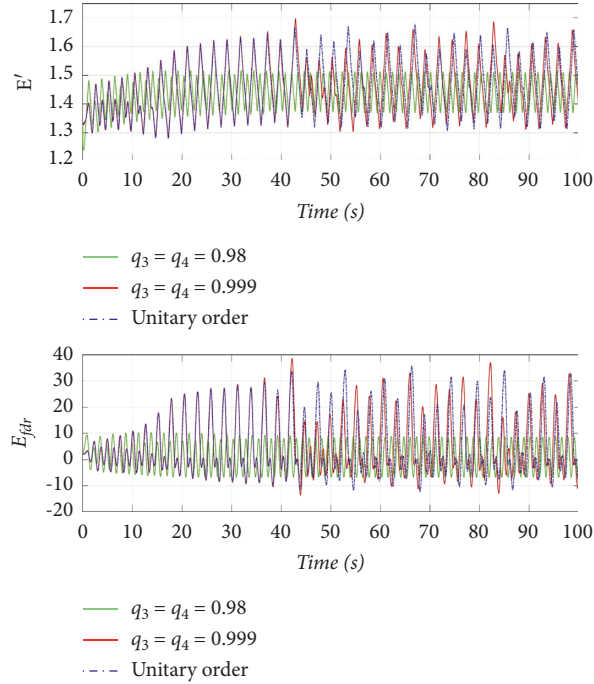 1.7
1.6
1.5
E′
1.4
1.3
1.2
0 10 20 30 40 50 60 70 80 90 100
Time (s)
q3 = q4 = 0.98
q3 = q4 = 0.999
Unitary order
40
30
20
Efdr
10
0
-10
-20
0 10 20 30 40 50 60 70 80 90 100
Time (s)
q3 = q4 = 0.98
q3 = q4 = 0.999
Unitary order